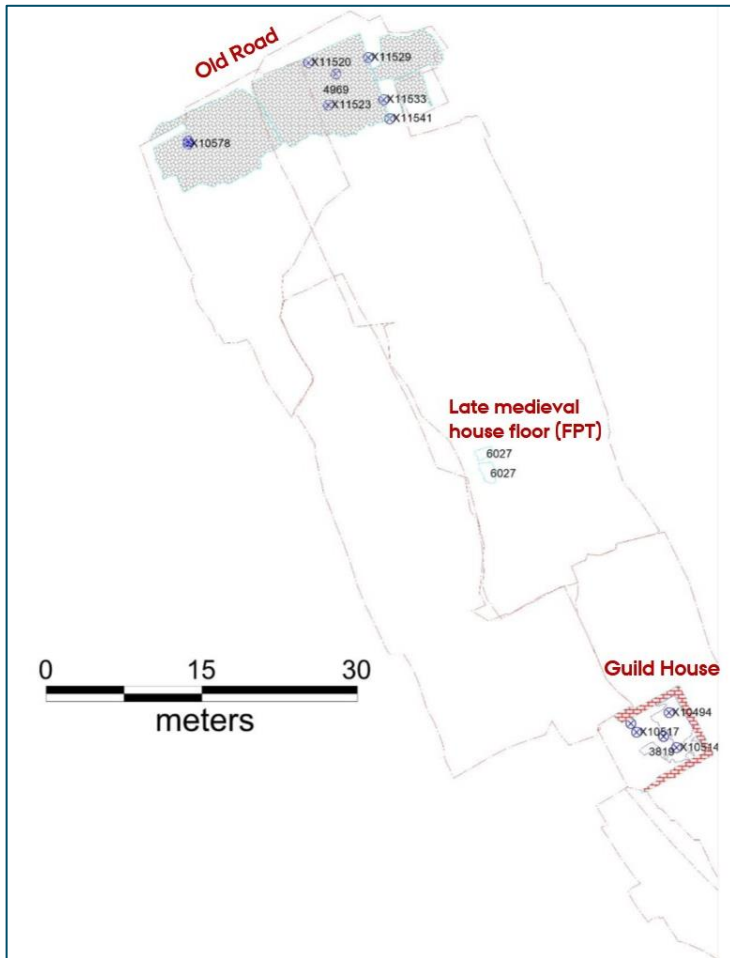 Old Road
X11520
X11529
4969
X11523
X11533
X11541
X10578
Late medieval
house floor (FPT)
6027
6027
0 15 30
meters
Guild House
X10494
X10517
3819
X10514